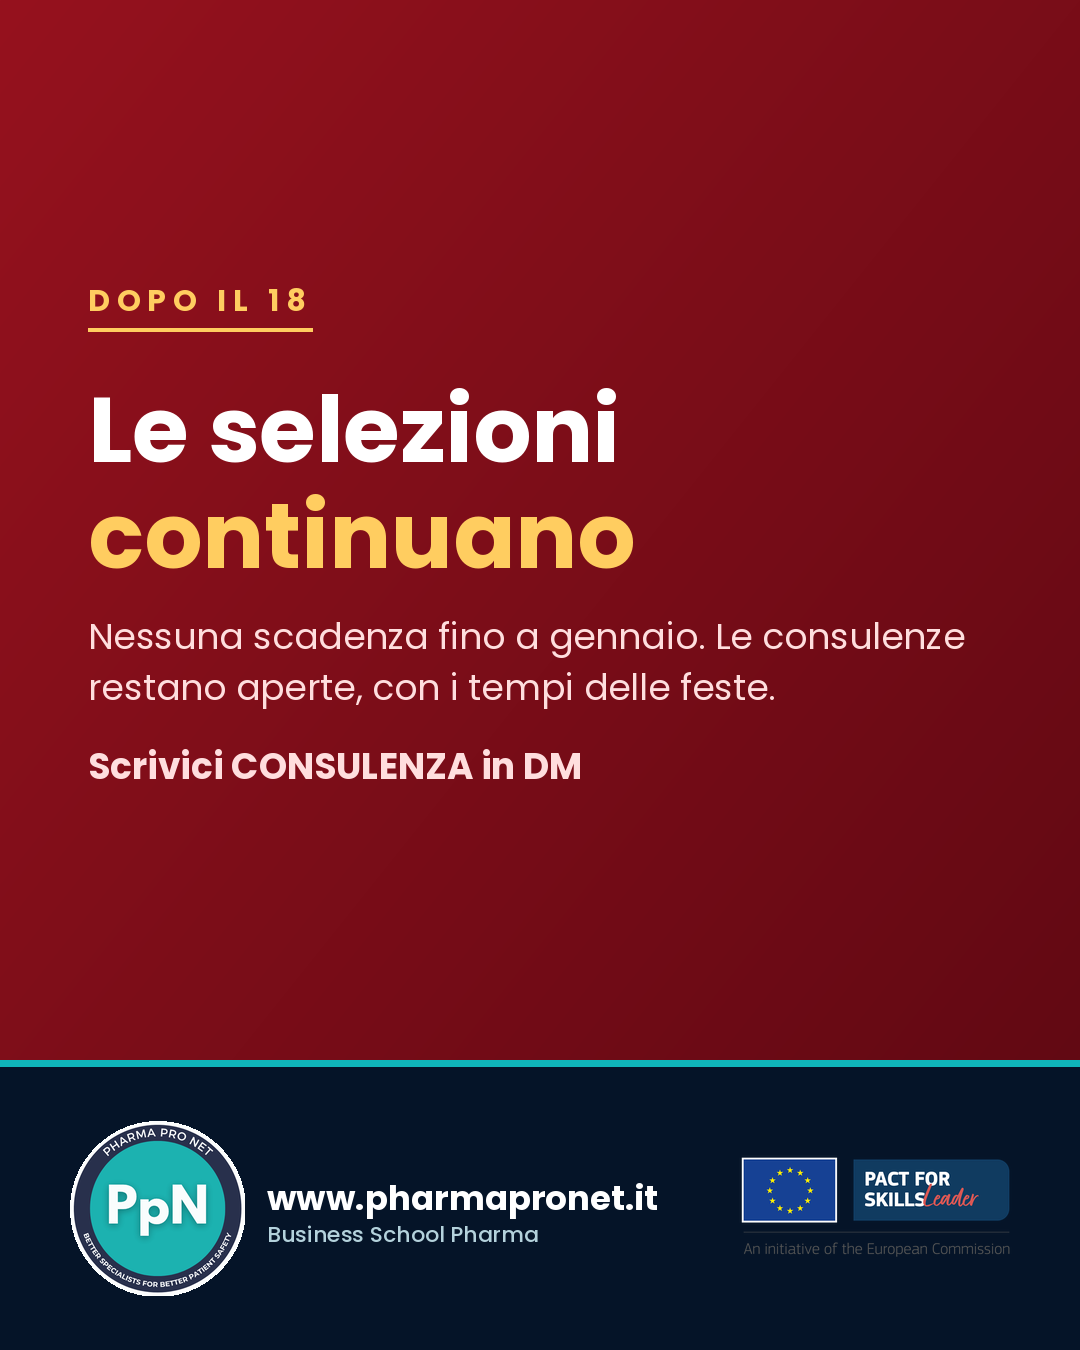 DOPO IL 18
Le selezioni
continuano
Nessuna scadenza fino a gennaio. Le consulenze
restano aperte, con i tempi delle feste.
Scrivici CONSULENZA in DM
PHARMA PRO NET
PpN
BETTER SPECIALISTS FOR BETTER PATIENT SAFETY
www.pharmapronet.it
Business School Pharma
PACT FOR
SKILLS Leader
An initiative of the European Commission